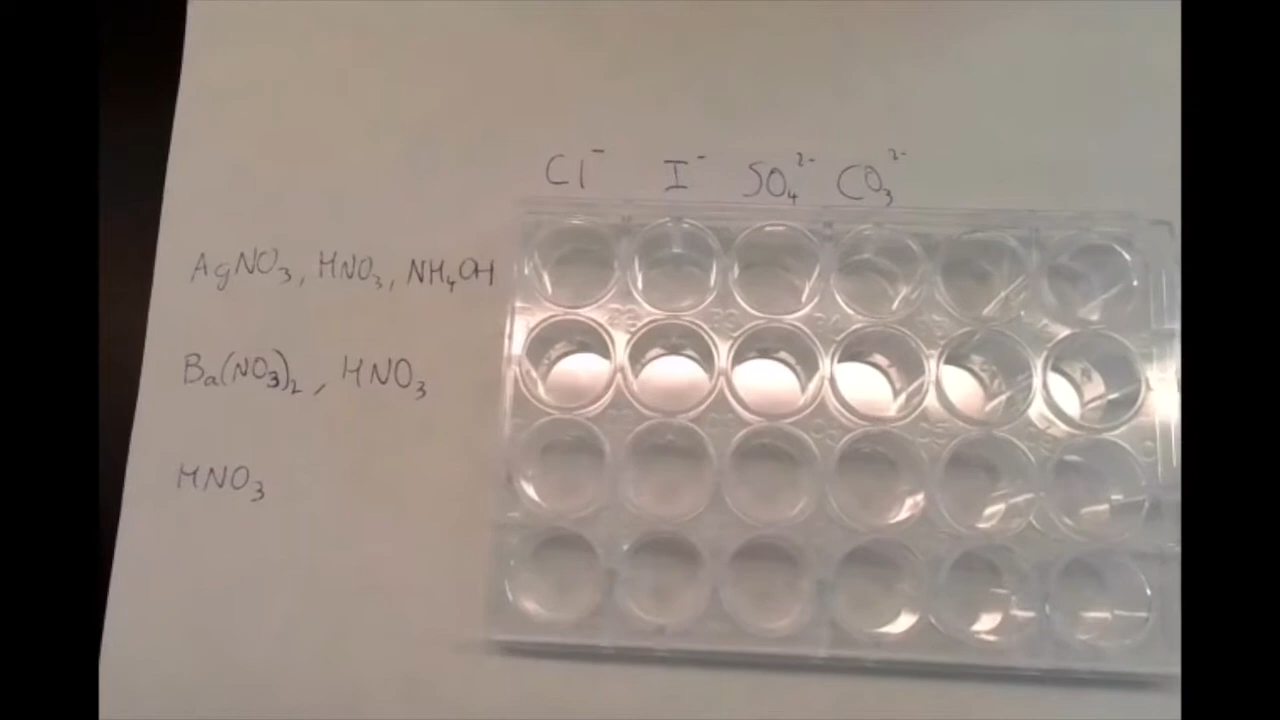 Cl⁻ I⁻ SO₄²⁻ CO₃²⁻
AgNO₃, HNO₃, NH₄OH
Ba(NO₃)₂, HNO₃
HNO₃